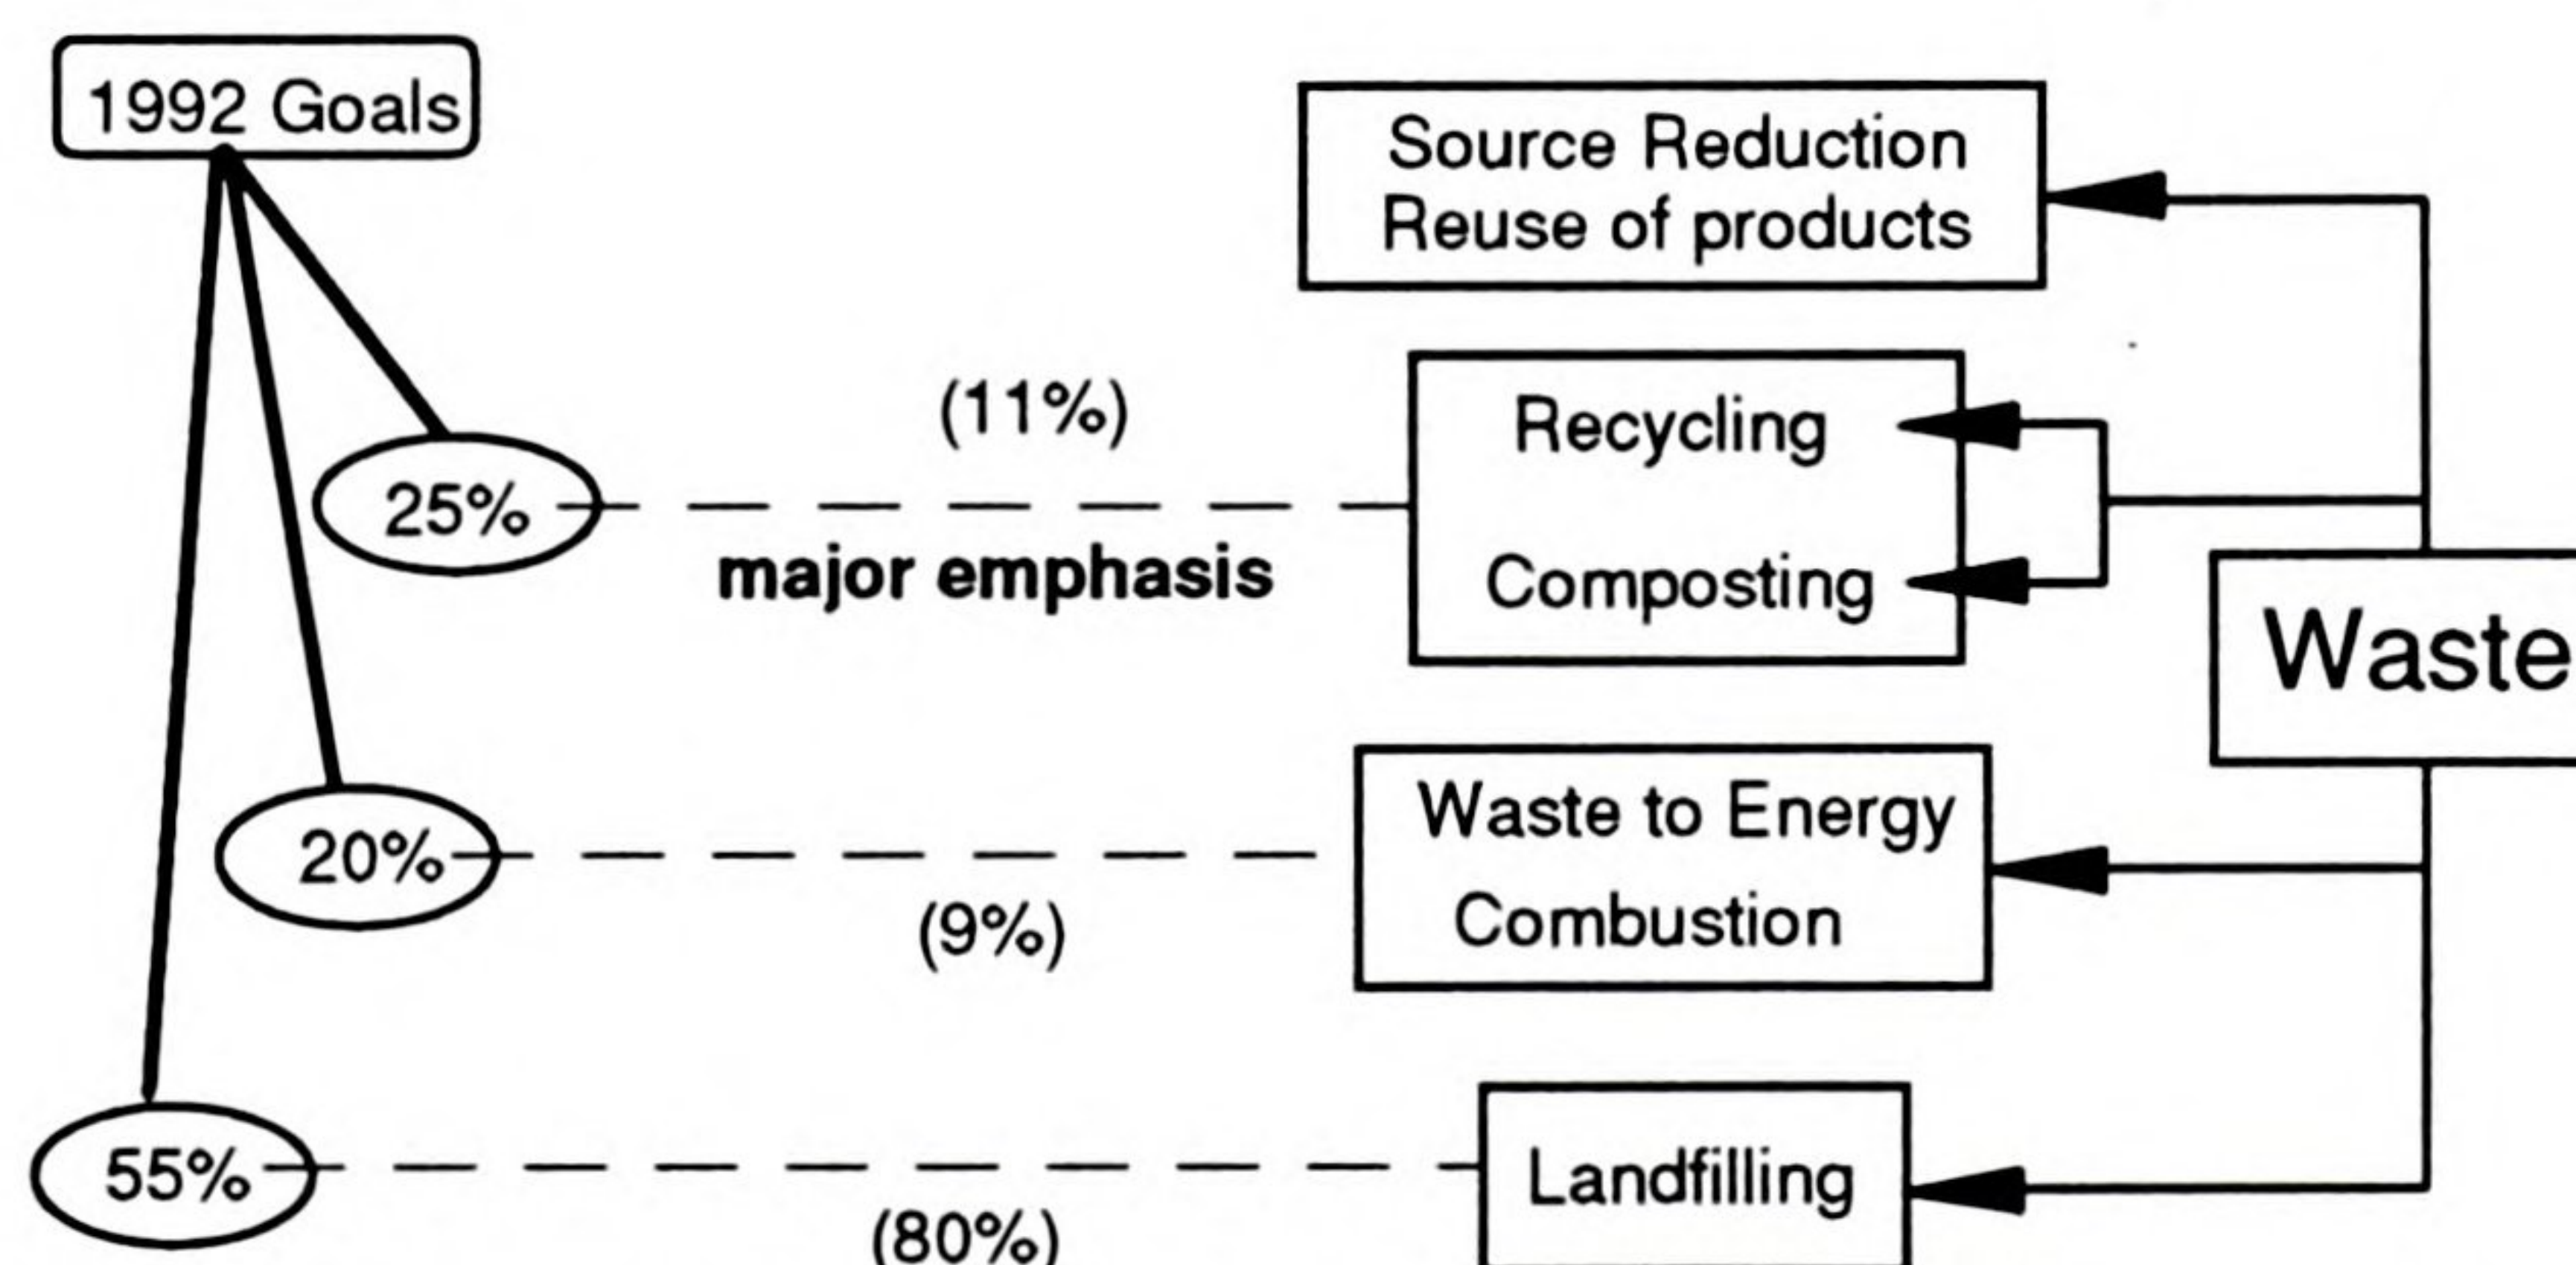 1992 Goals
Source Reduction
Reuse of products
(11%)
Recycling
25%
major emphasis
Composting
Waste
Waste to Energy
20%
Combustion
(9%)
55%
Landfilling
(80%)